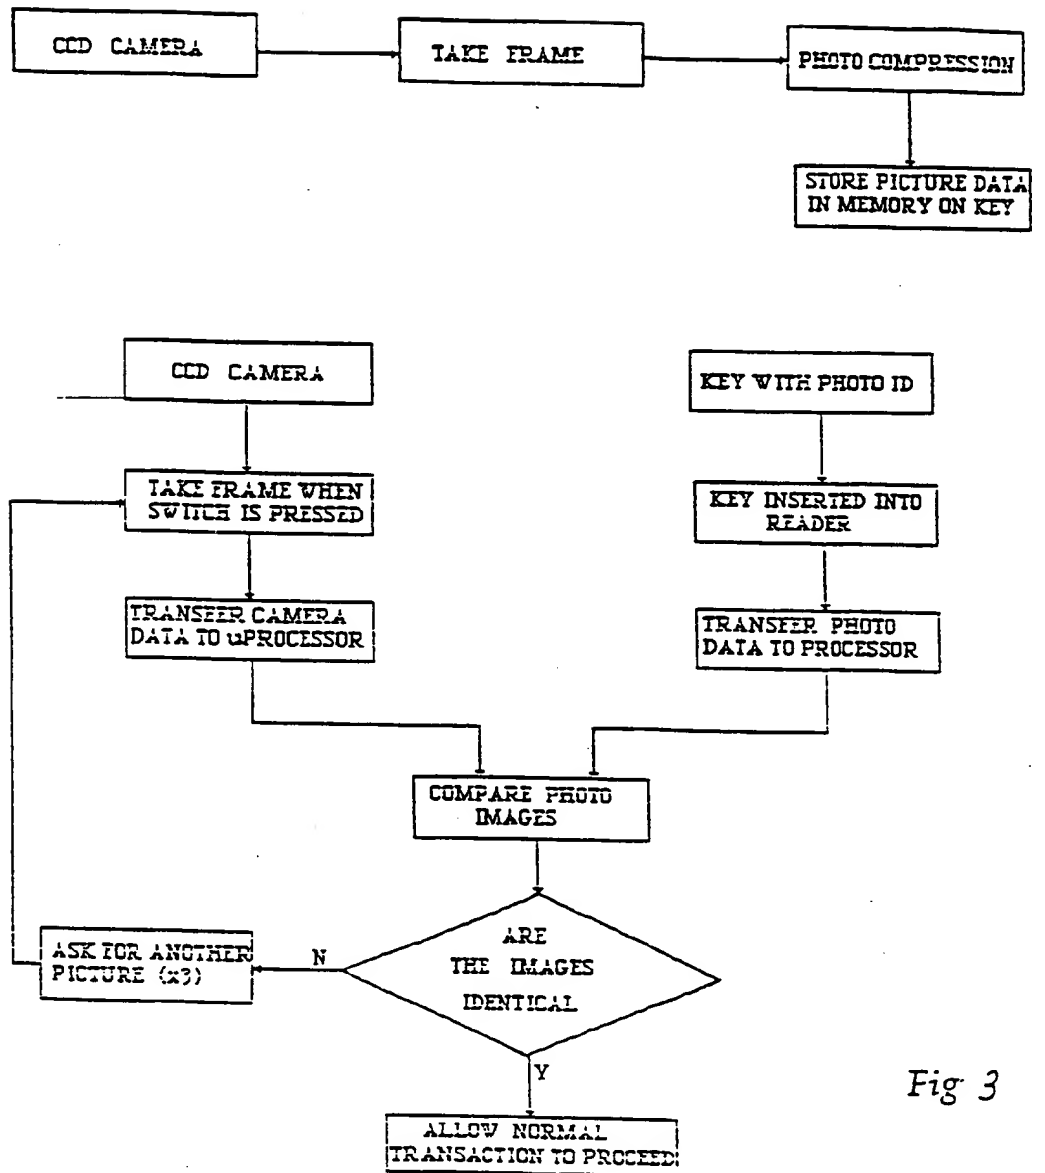 CCD CAMERA
TAKE FRAME
PHOTO COMPRESSION
STORE PICTURE DATA
IN MEMORY ON KEY
CCD CAMERA
KEY WITH PHOTO ID
TAKE FRAME WHEN
SWITCH IS PRESSED
KEY INSERTED INTO
READER
TRANSFER CAMERA
DATA TO uPROCESSOR
TRANSFER PHOTO
DATA TO PROCESSOR
COMPARE PHOTO
IMAGES
ARE
THE IMAGES
IDENTICAL
N
ASK FOR ANOTHER
PICTURE (x3)
Y
ALLOW NORMAL
TRANSACTION TO PROCEED
Fig 3